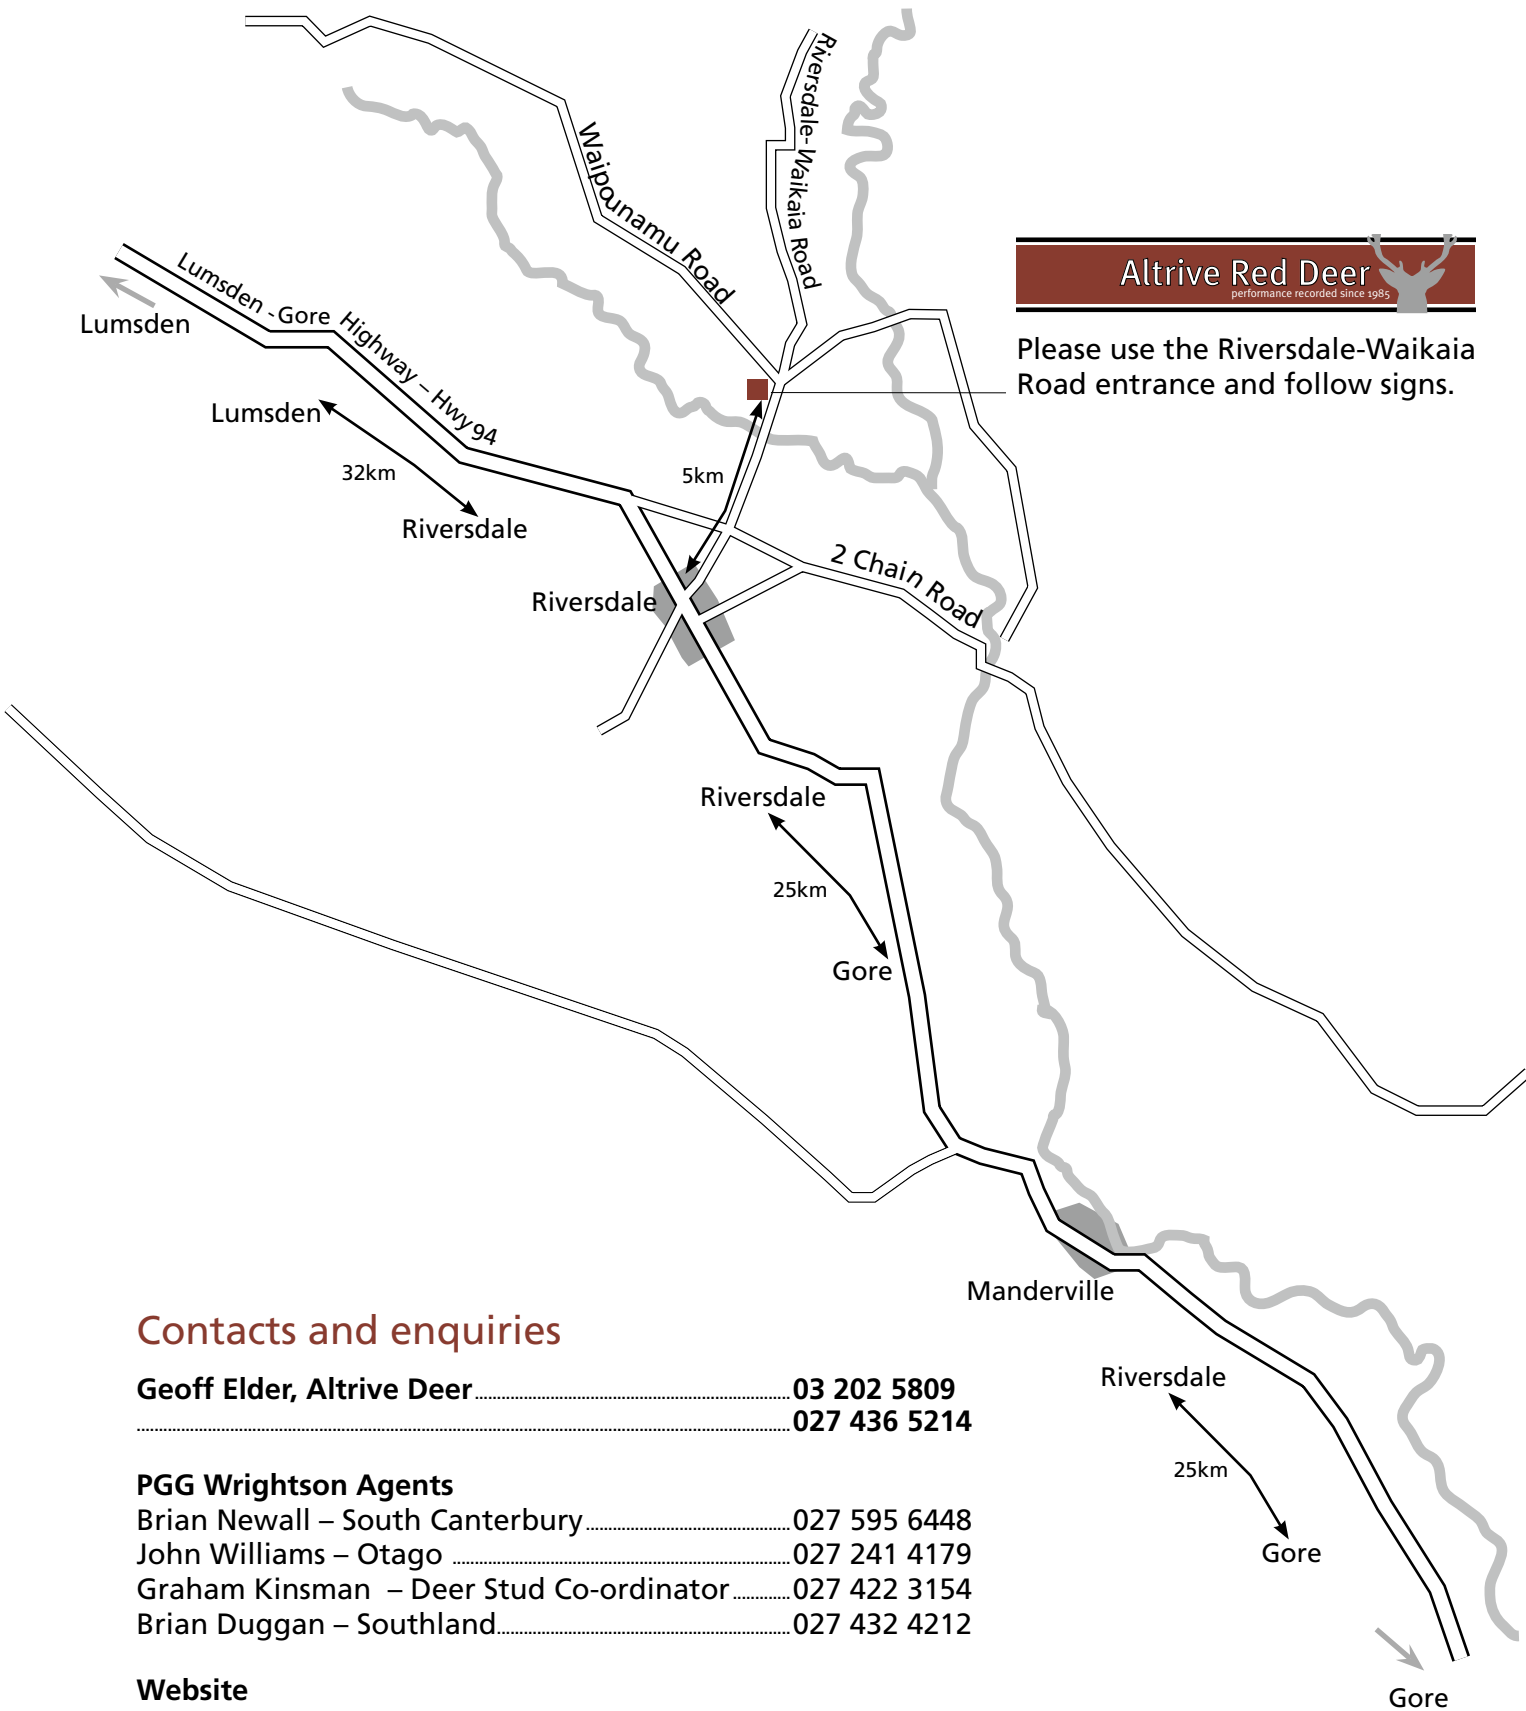 Riversdale-Waikaia Road
Waipounamu Road
Altrive Red Deer
performance recorded since 1985
Please use the Riversdale-Waikaia
Road entrance and follow signs.
Lumsden - Gore Highway – Hwy 94
Lumsden
Lumsden
32km
Riversdale
5km
2 Chain Road
Riversdale
Riversdale
25km
Gore
Manderville
Riversdale
25km
Gore
Gore
Contacts and enquiries
Geoff Elder, Altrive Deer 03 202 5809
027 436 5214
PGG Wrightson Agents
Brian Newall – South Canterbury 027 595 6448
John Williams – Otago 027 241 4179
Graham Kinsman – Deer Stud Co-ordinator 027 422 3154
Brian Duggan – Southland 027 432 4212
Website